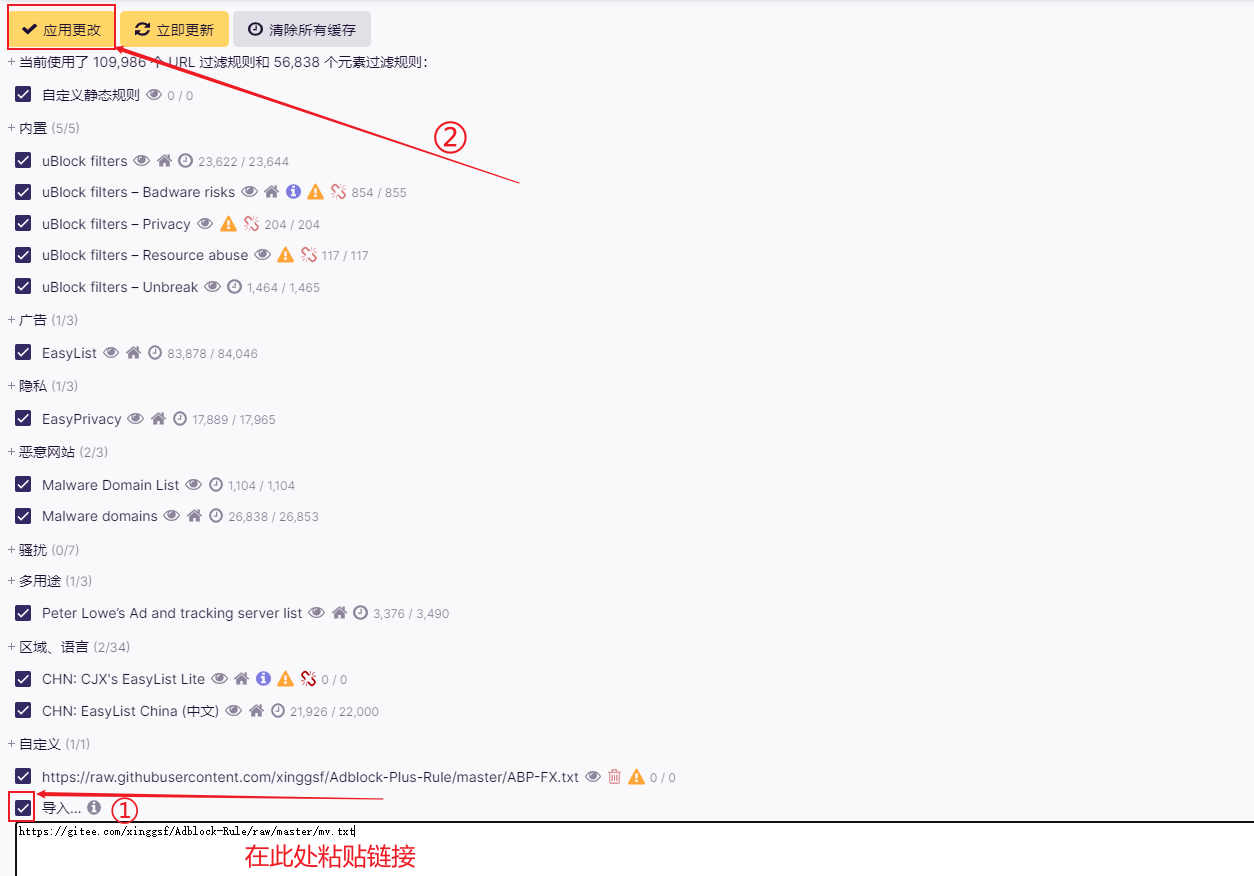 应用更改 立即更新 清除所有缓存
+ 当前使用了 109,986 个 URL 过滤规则和 56,838 个元素过滤规则:
自定义静态规则 0 / 0
②
+ 内置 (5/5)
uBlock filters 23,622 / 23,644
uBlock filters – Badware risks 854 / 855
uBlock filters – Privacy 204 / 204
uBlock filters – Resource abuse 117 / 117
uBlock filters – Unbreak 1,464 / 1,465
+ 广告 (1/3)
EasyList 83,878 / 84,046
+ 隐私 (1/3)
EasyPrivacy 17,889 / 17,965
+ 恶意网站 (2/3)
Malware Domain List 1,104 / 1,104
Malware domains 26,838 / 26,853
+ 骚扰 (0/7)
+ 多用途 (1/3)
Peter Lowe’s Ad and tracking server list 3,376 / 3,490
+ 区域、语言 (2/34)
CHN: CJX's EasyList Lite 0 / 0
CHN: EasyList China (中文) 21,926 / 22,000
+ 自定义 (1/1)
https://raw.githubusercontent.com/xinggsf/Adblock-Plus-Rule/master/ABP-FX.txt 0 / 0
导入... ①
https://gitee.com/xinggsf/Adblock-Rule/raw/master/mv.txt
在此处粘贴链接